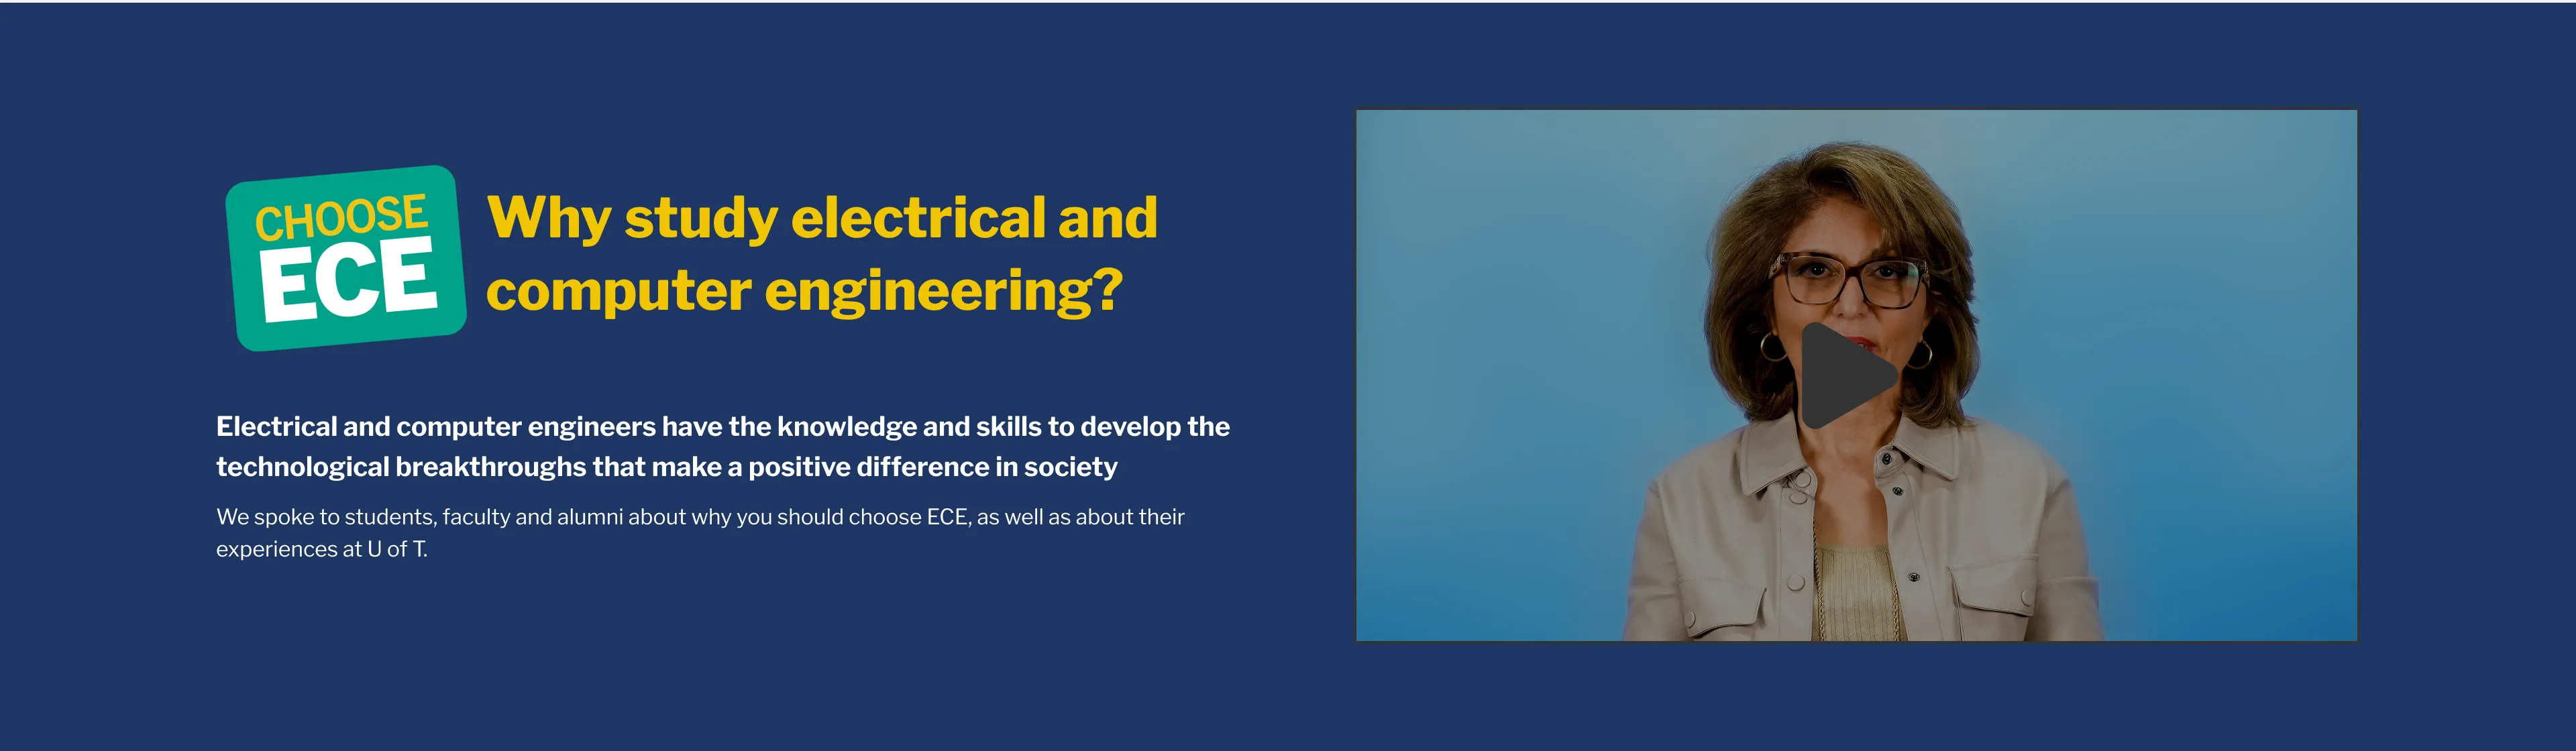 CHOOSE
ECE
Why study electrical and
computer engineering?
Electrical and computer engineers have the knowledge and skills to develop the
technological breakthroughs that make a positive difference in society
We spoke to students, faculty and alumni about why you should choose ECE, as well as about their
experiences at U of T.